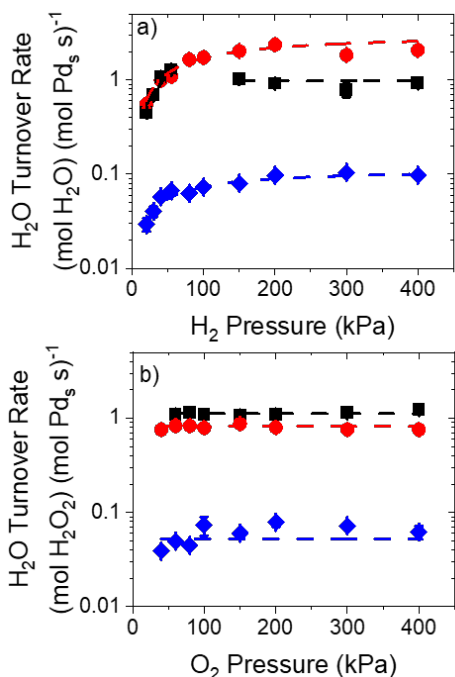 a)
H2O Turnover Rate
(mol H2O) (mol Pds s)-1
1
0.1
0.01
0 100 200 300 400
H2 Pressure (kPa)
b)
H2O Turnover Rate
(mol H2O2) (mol Pds s)-1
1
0.1
0.01
0 100 200 300 400
O2 Pressure (kPa)